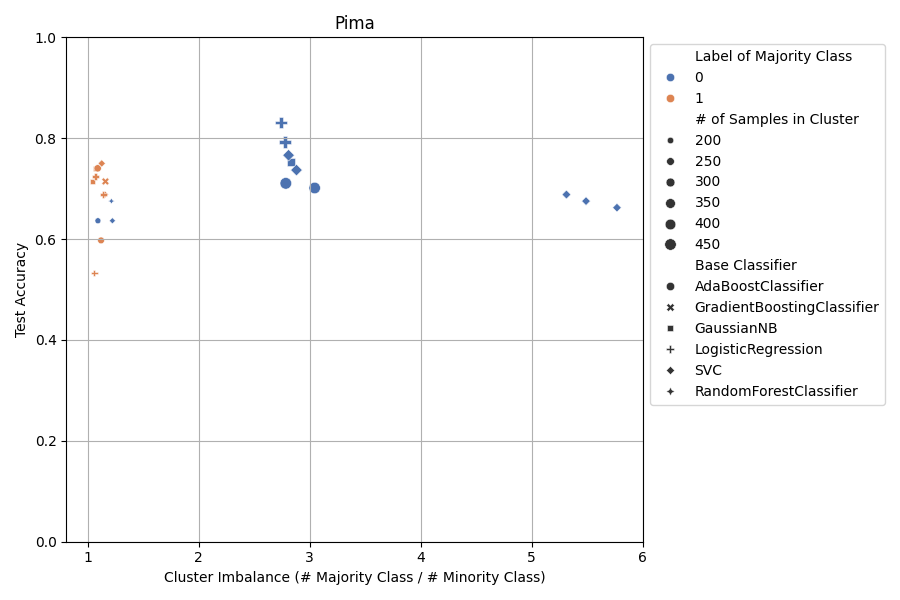 Pima
1.0
0.8
0.6
0.4
0.2
0.0
Test Accuracy
1 2 3 4 5 6
Cluster Imbalance (# Majority Class / # Minority Class)
Label of Majority Class
0
1
# of Samples in Cluster
200
250
300
350
400
450
Base Classifier
AdaBoostClassifier
GradientBoostingClassifier
GaussianNB
LogisticRegression
SVC
RandomForestClassifier